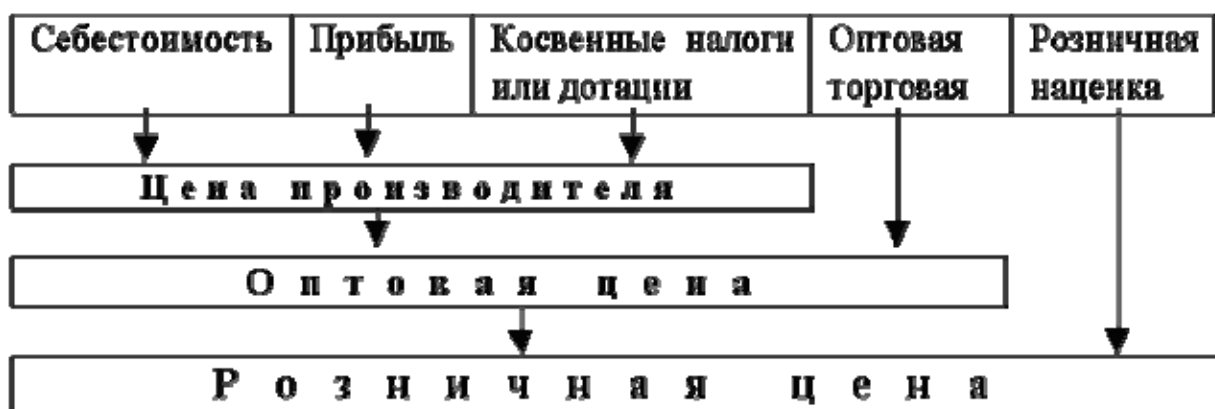 Себестоимость
Прибыль
Косвенные налоги
или дотации
Оптовая
торговая
Розничная
наценка
Цена производителя
Оптовая цена
Розничная цена